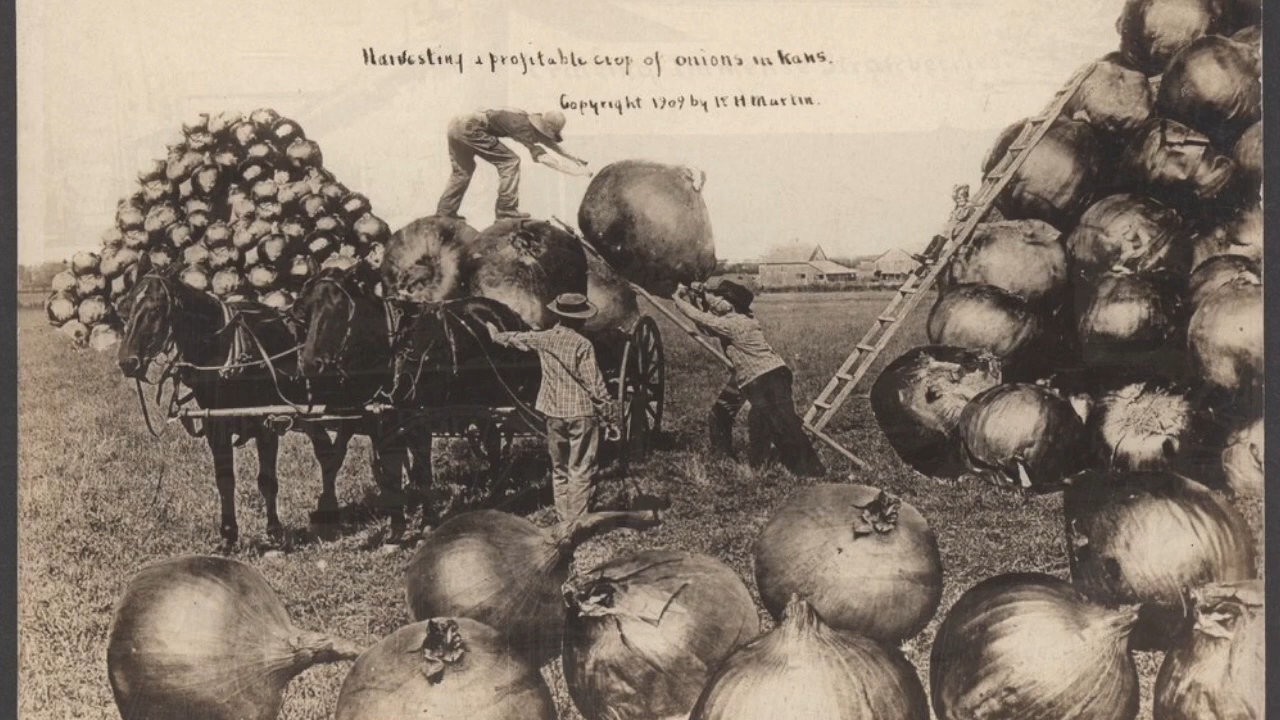 Harvesting a profitable crop of onions in Kans.
Copyright 1909 by W H Martin.